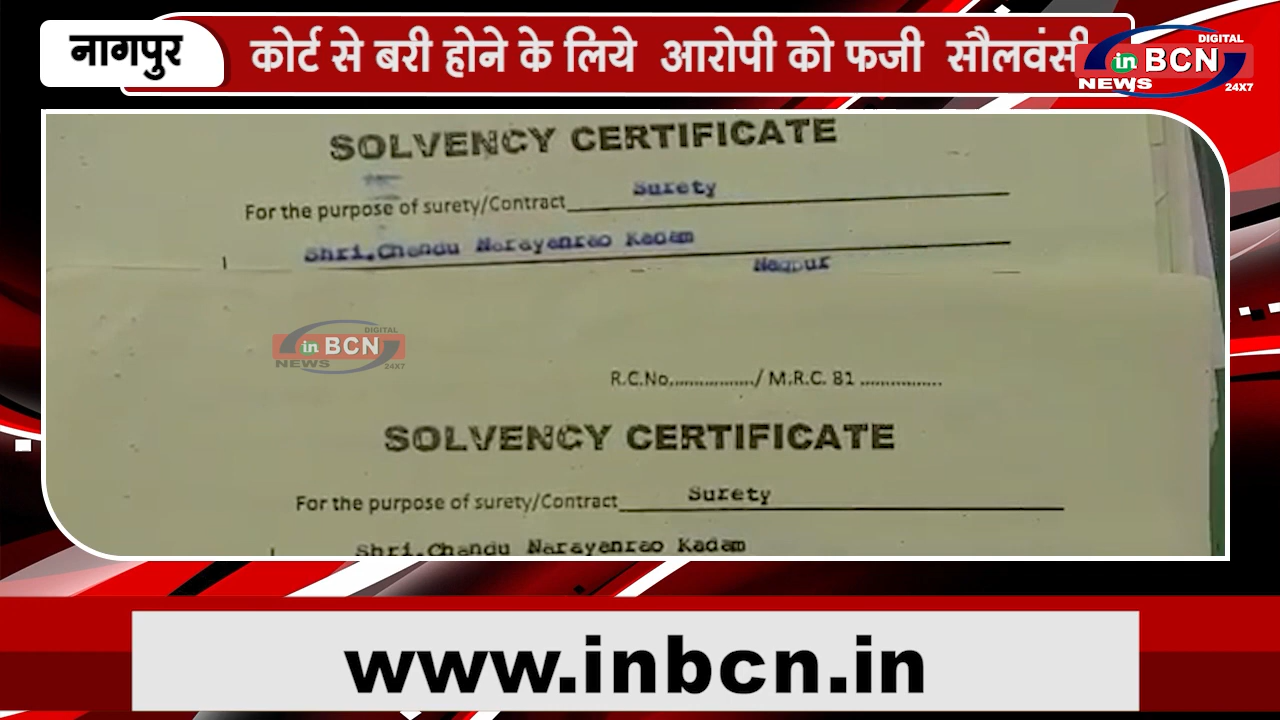 नागपुर
कोर्ट से बरी होने के लिये आरोपी को फजी सौलवंसी
DIGITAL
in BCN
NEWS 24X7
SOLVENCY CERTIFICATE
For the purpose of surety/Contract Surety
Shri.Chandu Narayanrao Kadam
Nagpur
DIGITAL
in BCN
NEWS 24X7
R.C.No................../ M.R.C. 81 ................
SOLVENCY CERTIFICATE
For the purpose of surety/Contract Surety
Shri.Chandu Narayanrao Kadam
www.inbcn.in